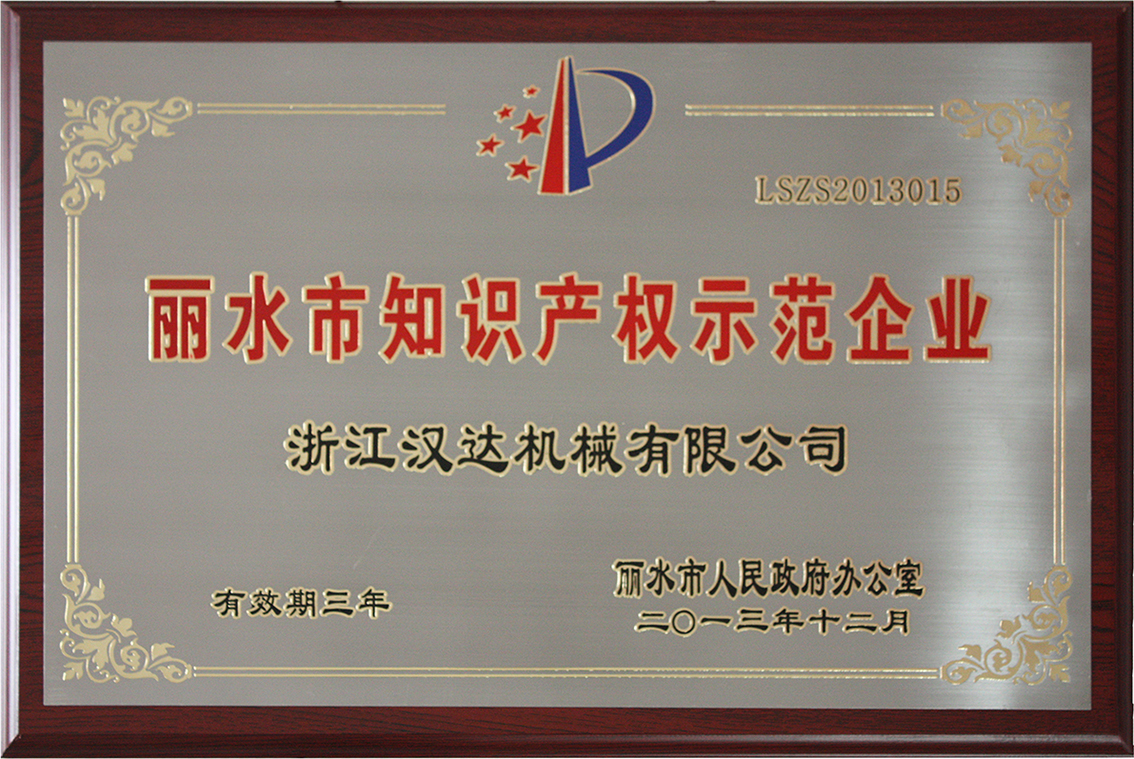 LSZS2013015
丽水市知识产权示范企业
浙江汉达机械有限公司
有效期三年
丽水市人民政府办公室
二〇一三年十二月